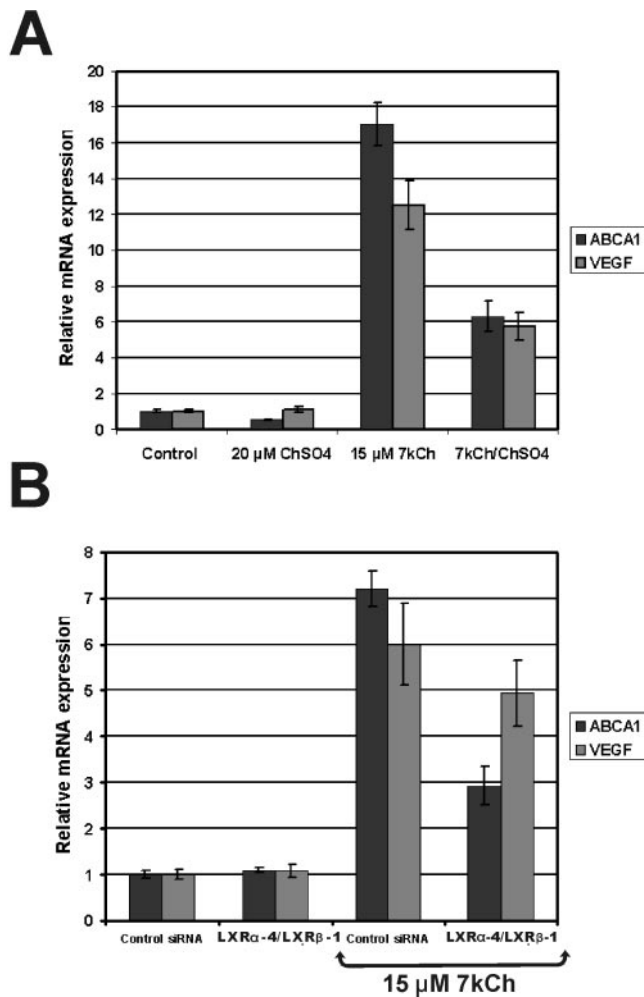 A
Relative mRNA expression
20
18
16
14
12
10
8
6
4
2
0
Control
20 µM ChSO4
15 µM 7kCh
7kCh/ChSO4
ABCA1
VEGF
B
Relative mRNA expression
8
7
6
5
4
3
2
1
0
Control siRNA
LXRα-4/LXRβ-1
Control siRNA
LXRα-4/LXRβ-1
15 µM 7kCh
ABCA1
VEGF